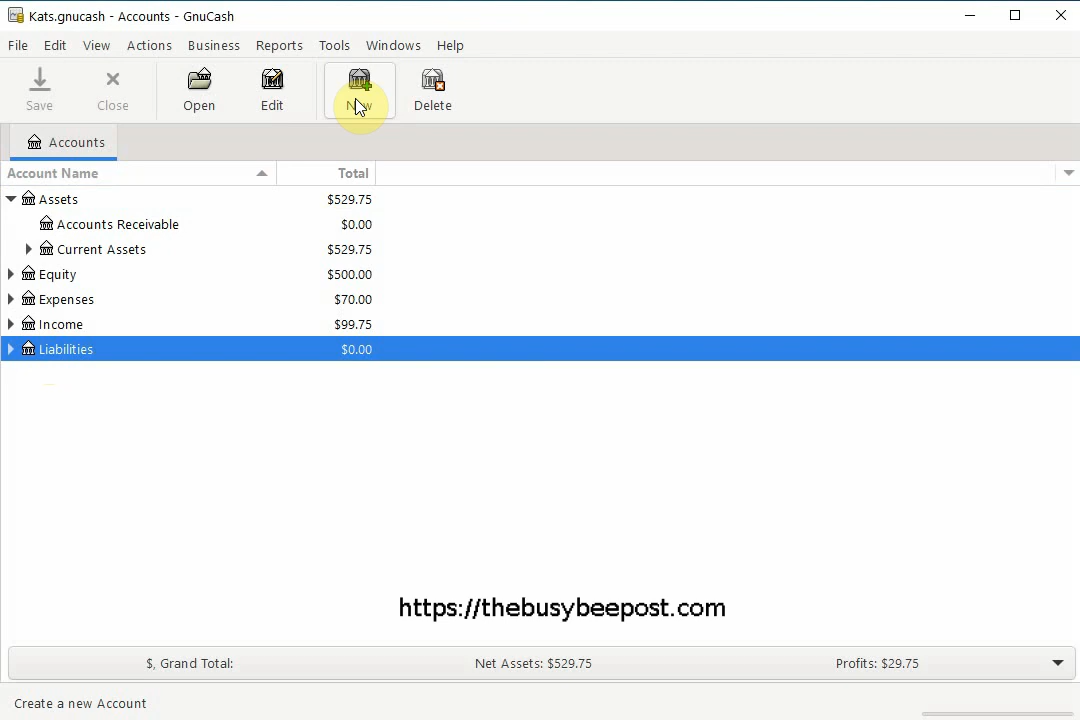 Kats.gnucash - Accounts - GnuCash
File Edit View Actions Business Reports Tools Windows Help
Save Close Open Edit New Delete
Accounts
Account Name Total
Assets $529.75
Accounts Receivable $0.00
Current Assets $529.75
Equity $500.00
Expenses $70.00
Income $99.75
Liabilities $0.00
https://thebusybeepost.com
$, Grand Total: Net Assets: $529.75 Profits: $29.75
Create a new Account